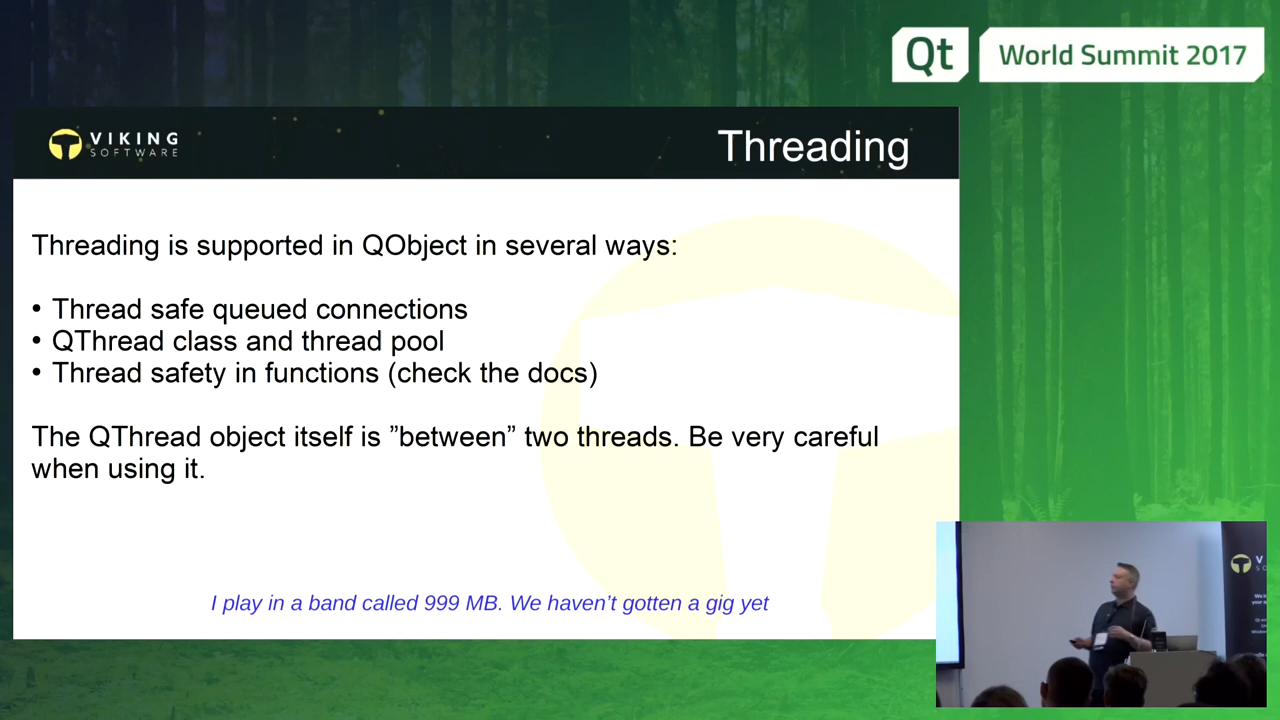 Qt World Summit 2017
VIKING
SOFTWARE
Threading
Threading is supported in QObject in several ways:
• Thread safe queued connections
• QThread class and thread pool
• Thread safety in functions (check the docs)
The QThread object itself is ”between” two threads. Be very careful
when using it.
I play in a band called 999 MB. We haven’t gotten a gig yet